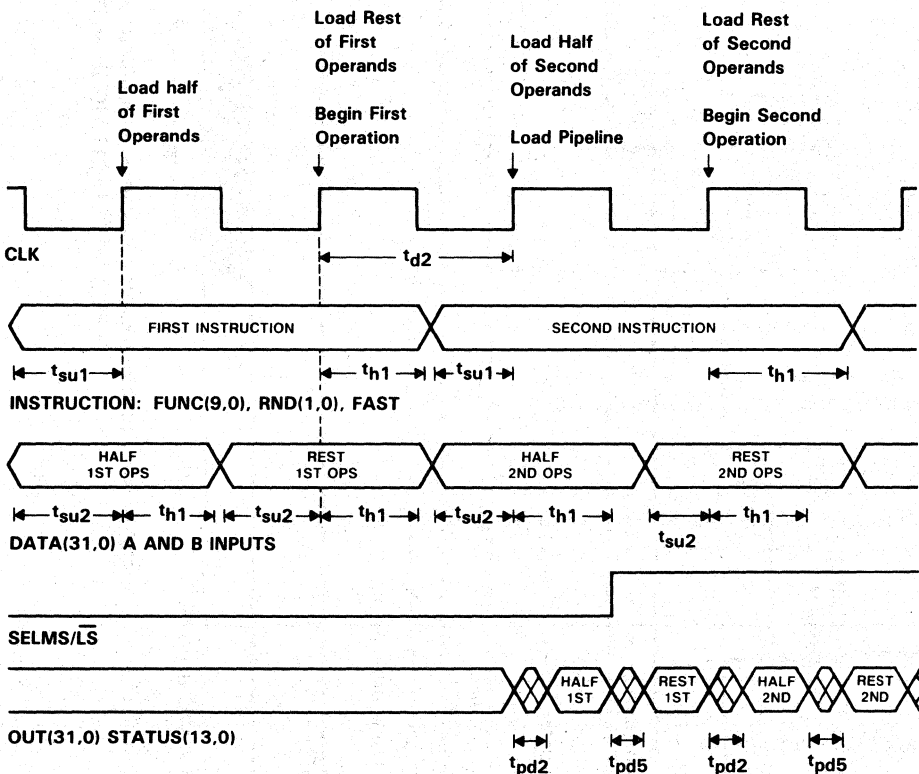 Load half
of First
Operands
Load Rest
of First
Operands
Begin First
Operation
Load Half
of Second
Operands
Load Pipeline
Load Rest
of Second
Operands
Begin Second
Operation
CLK
td2
FIRST INSTRUCTION
SECOND INSTRUCTION
tsu1
th1
tsu1
th1
INSTRUCTION: FUNC(9,0), RND(1,0), FAST
HALF
1ST OPS
REST
1ST OPS
HALF
2ND OPS
REST
2ND OPS
tsu2
th1
tsu2
th1
tsu2
th1
tsu2
th1
DATA(31,0) A AND B INPUTS
SELMS/L̅S̅
HALF
1ST
REST
1ST
HALF
2ND
REST
2ND
OUT(31,0) STATUS(13,0)
tpd2
tpd5
tpd2
tpd5